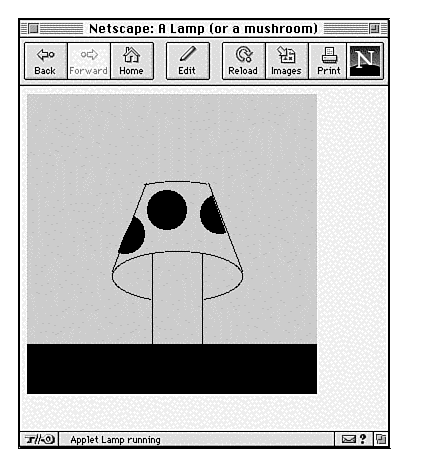 Netscape: A Lamp (or a mushroom)
Back Forward Home Edit Reload Images Print N
Applet Lamp running
?